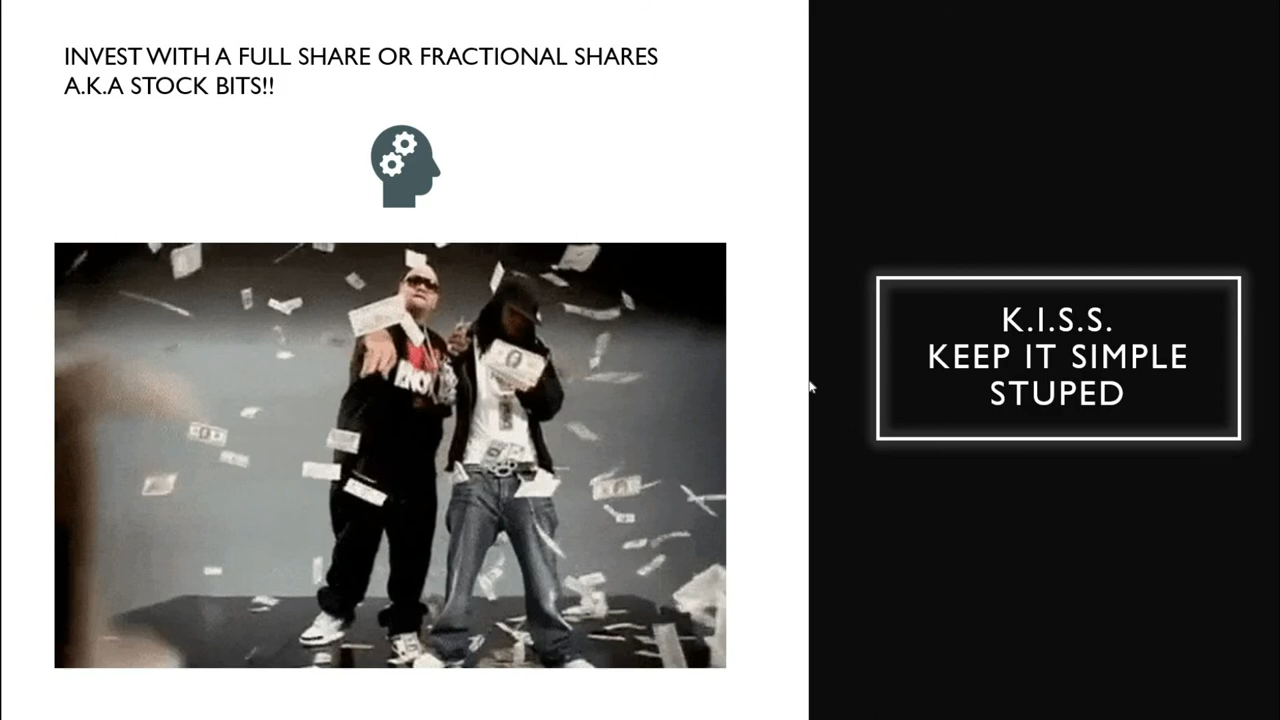 INVEST WITH A FULL SHARE OR FRACTIONAL SHARES
A.K.A STOCK BITS!!
K.I.S.S.
KEEP IT SIMPLE
STUPED